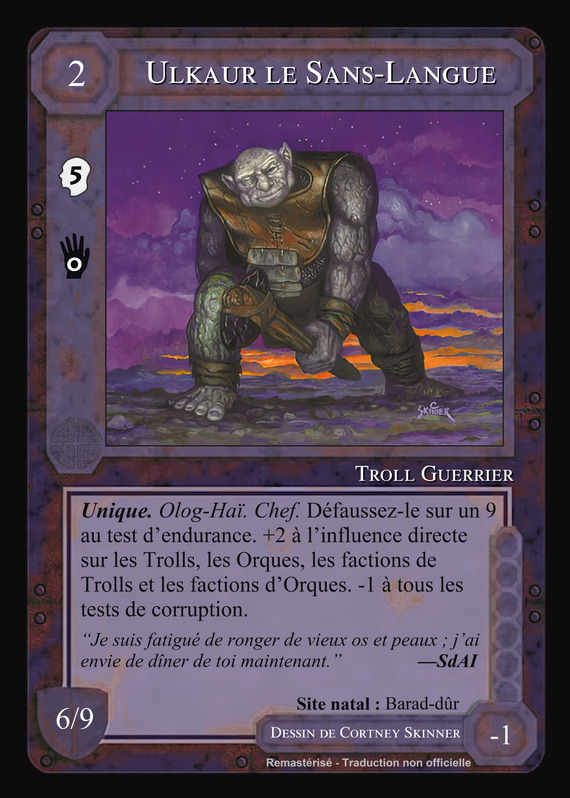 2
Ulkaur le Sans-Langue
5
0
Skinner
Troll Guerrier
Unique. Olog-Haï. Chef. Défaussez-le sur un 9
au test d’endurance. +2 à l’influence directe
sur les Trolls, les Orques, les factions de
Trolls et les factions d’Orques. -1 à tous les
tests de corruption.
“Je suis fatigué de ronger de vieux os et peaux ; j’ai
envie de dîner de toi maintenant.” —SdAI
Site natal : Barad-dûr
6/9
Dessin de Cortney Skinner
-1
Remastérisé - Traduction non officielle